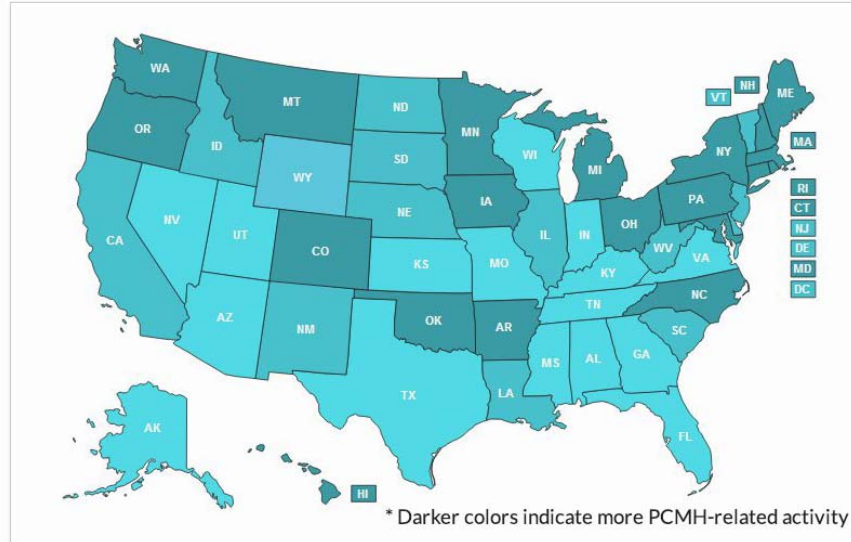 WA
MT
ND
MN
ME
NH
VT
OR
ID
SD
WI
NY
MA
WY
MI
RI
IA
PA
CT
NE
NJ
NV
OH
DE
CA
UT
CO
IL
IN
WV
MD
KS
MO
VA
DC
KY
NC
AZ
NM
OK
AR
TN
SC
MS
AL
GA
TX
LA
AK
FL
HI
* Darker colors indicate more PCMH-related activity